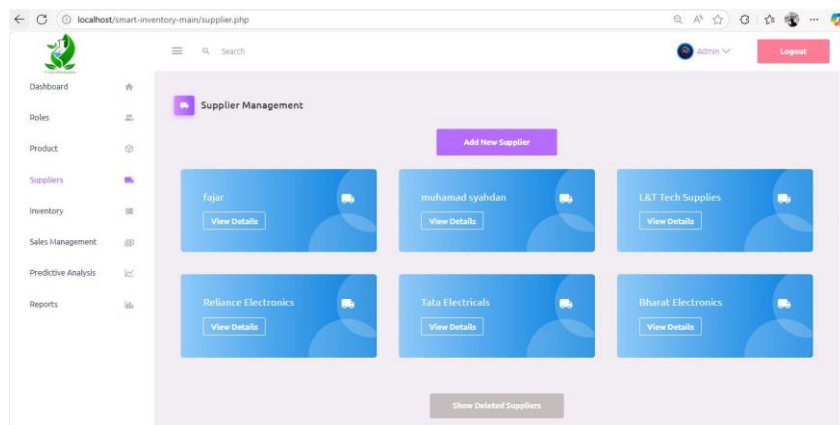 localhost/smart-inventory-main/supplier.php
Search
Admin
Logout
Dashboard
Roles
Product
Suppliers
Inventory
Sales Management
Predictive Analysis
Reports
Supplier Management
Add New Supplier
fajar
View Details
muhamad syahdan
View Details
L&T Tech Supplies
View Details
Reliance Electronics
View Details
Tata Electricals
View Details
Bharat Electronics
View Details
Show Deleted Suppliers